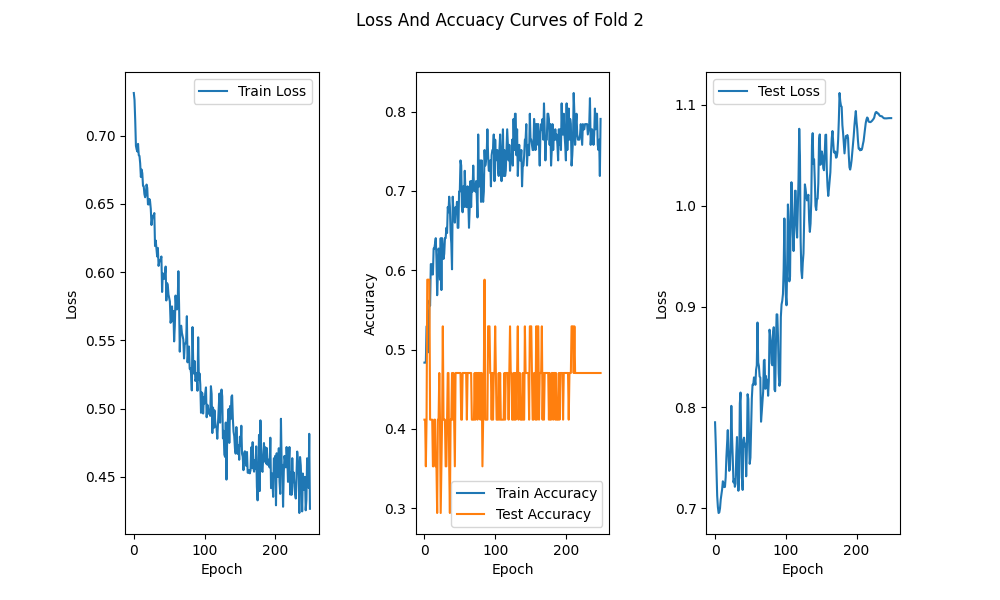 Loss And Accuacy Curves of Fold 2
Train Loss
0.70
0.65
0.60
0.55
0.50
0.45
Loss
0
100
200
Epoch
0.8
0.7
0.6
0.5
0.4
0.3
Accuracy
Train Accuracy
Test Accuracy
0
100
200
Epoch
Test Loss
1.1
1.0
0.9
0.8
0.7
Loss
0
100
200
Epoch